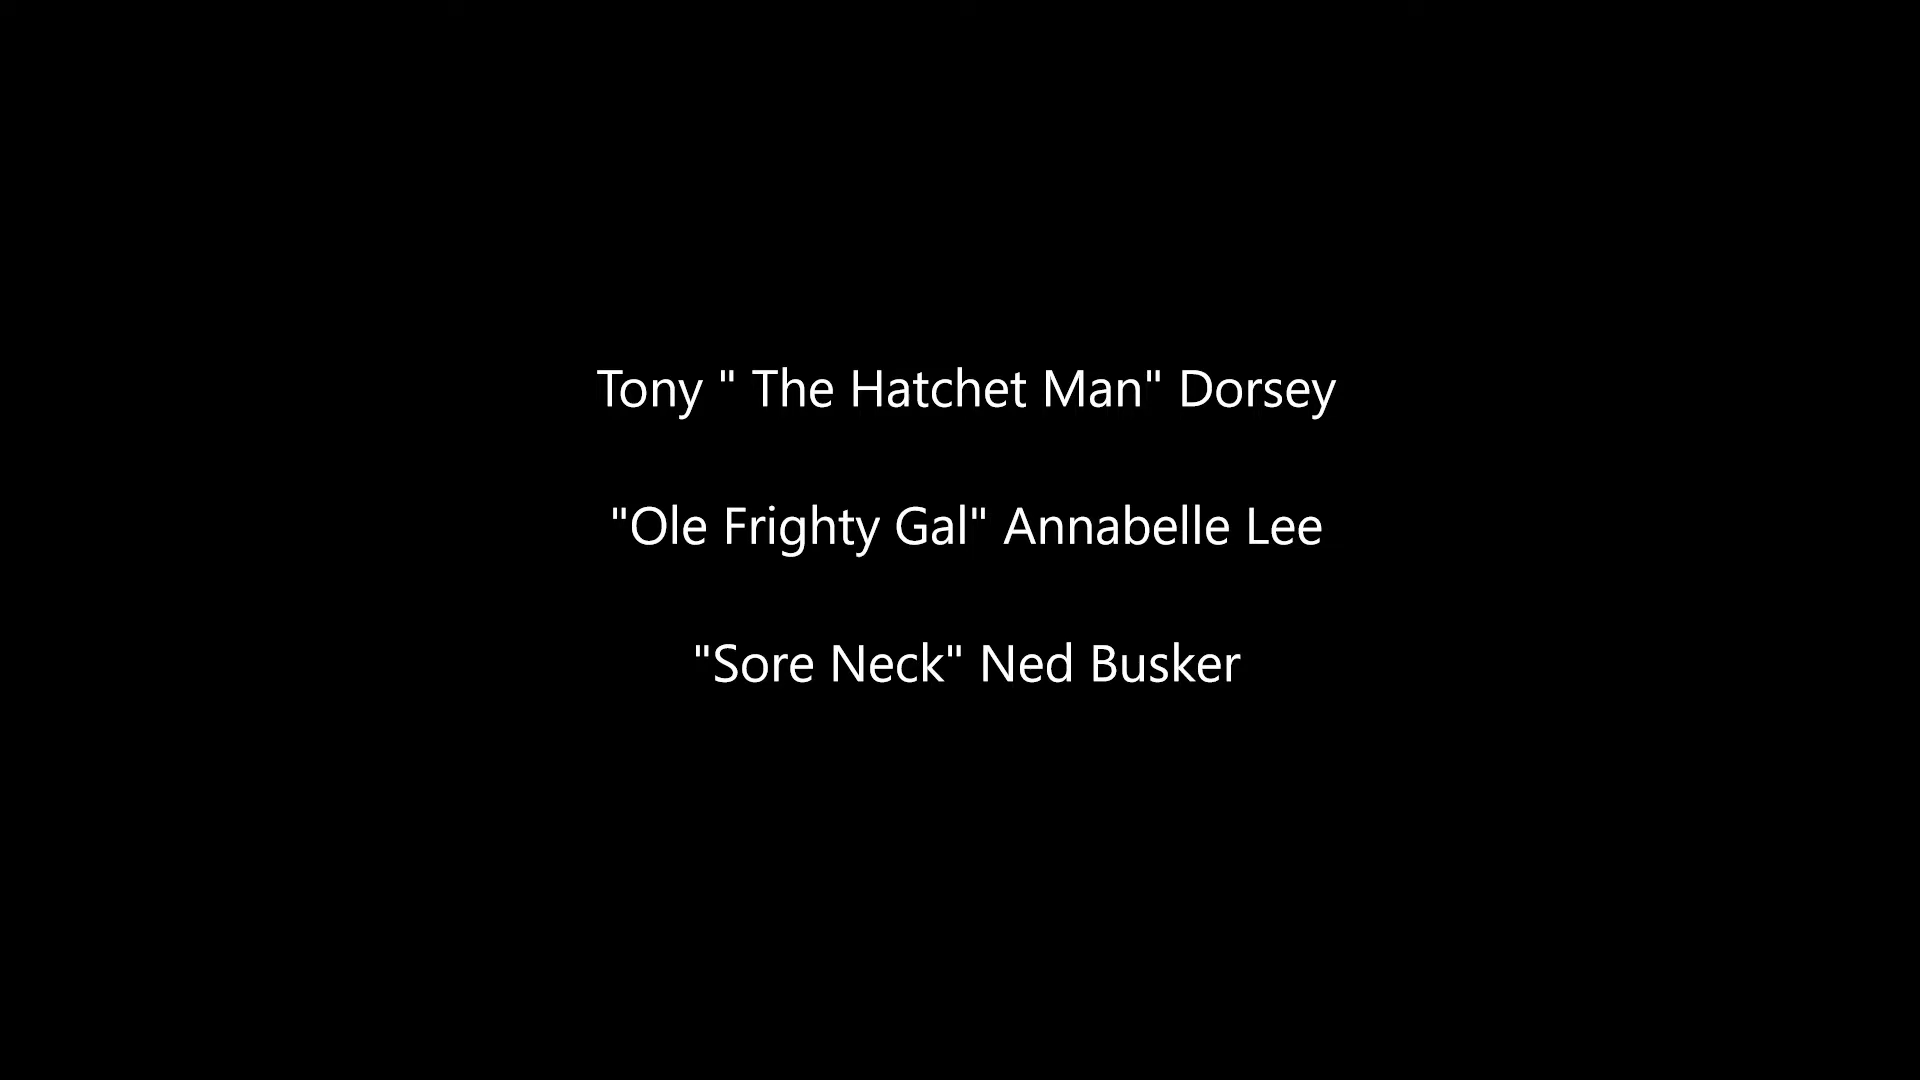 Tony " The Hatchet Man" Dorsey
"Ole Frighty Gal" Annabelle Lee
"Sore Neck" Ned Busker